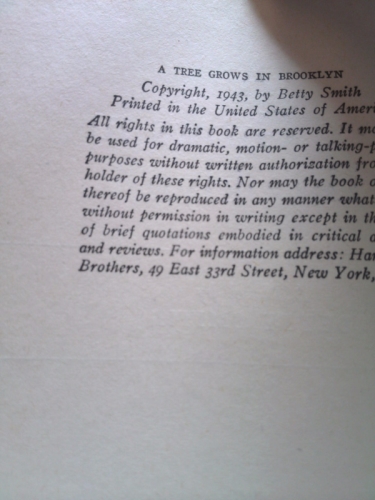 A TREE GROWS IN BROOKLYN
Copyright, 1943, by Betty Smith
Printed in the United States of
All rights in this book are reserved. It
be used for dramatic, motion- or
purposes without written authorization
holder of these rights. Nor may the book
thereof be reproduced in any manner
without permission in writing except in
of brief quotations embodied in critical
and reviews. For information address:
Brothers, 49 East 33rd Street, New York,